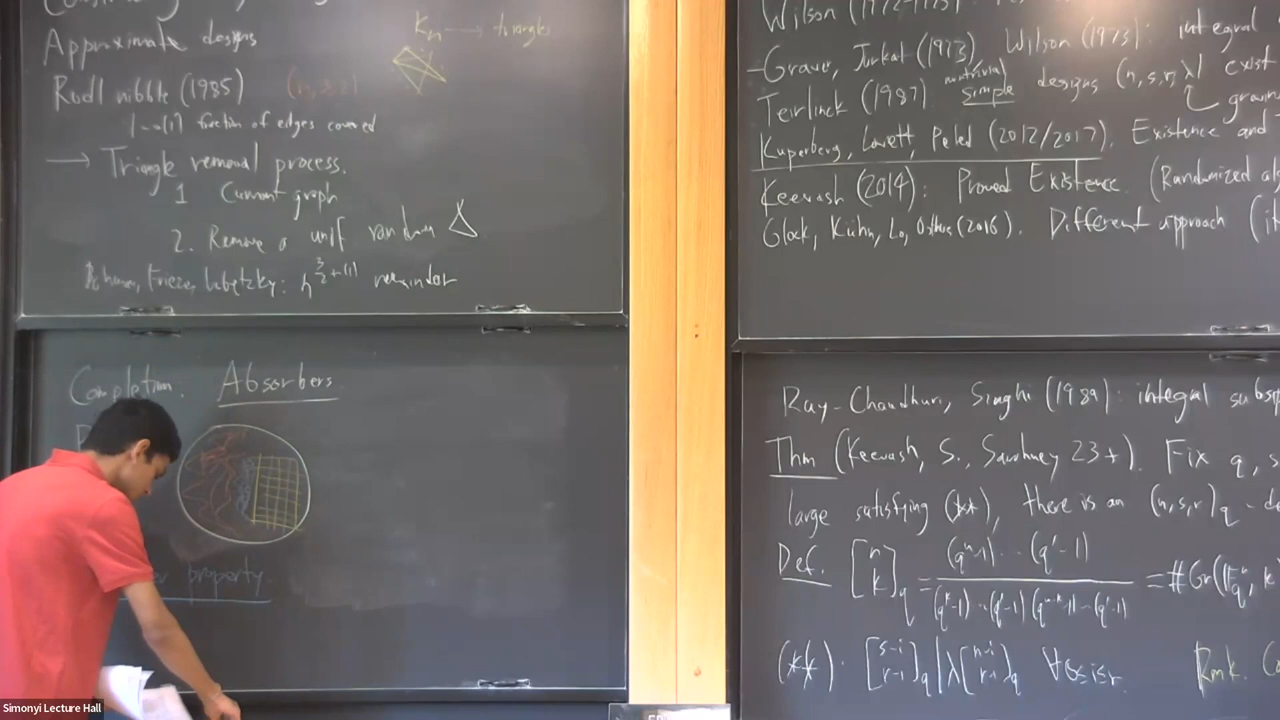 Approximate designs
Rödl nibble (1985) (n,3,2)
1-o(1) fraction of edges covered
→ Triangle removal process.
1 Current graph
2. Remove a unif random △
Frieze, Lubetzky: n^{3/2+o(1)} remainder
K_n → triangles
Completion. Absorbers
property
Wilson
- Graver, Jurkat (1973), Wilson (1973): integral
Teirlinck (1987) nontrivial simple designs (n,s,r,λ) exist
Kuperberg, Lovett, Peled (2012/2017). Existence and
Keevash (2014): Proved Existence. (Randomized
Glock, Kühn, Lo, Osthus (2016). Different approach
Ray-Chaudhuri, Singhi (1989): integral
Thm (Keevash, S., Sawhney 23+). Fix q,
large satisfying (**), there is an (n,s,r)_q -
Def. [n k]_q = (q^n-1)...(q^1-1) / (q^k-1)...(q^1-1)(q^{n-k}-1)...(q^1-1) = #Gr(F_q^n, k
(**). [s-i r-i]_q | λ[n-i r-i]_q ∀ 0≤i≤r. Rmk.
Simonyi Lecture Hall